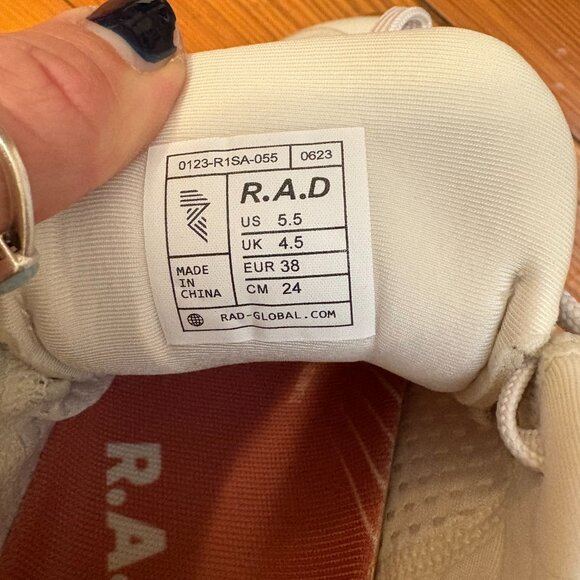 0123-R1SA-055 0623
R.A.D
US 5.5
UK 4.5
EUR 38
CM 24
MADE
IN
CHINA
RAD-GLOBAL.COM
R.A.